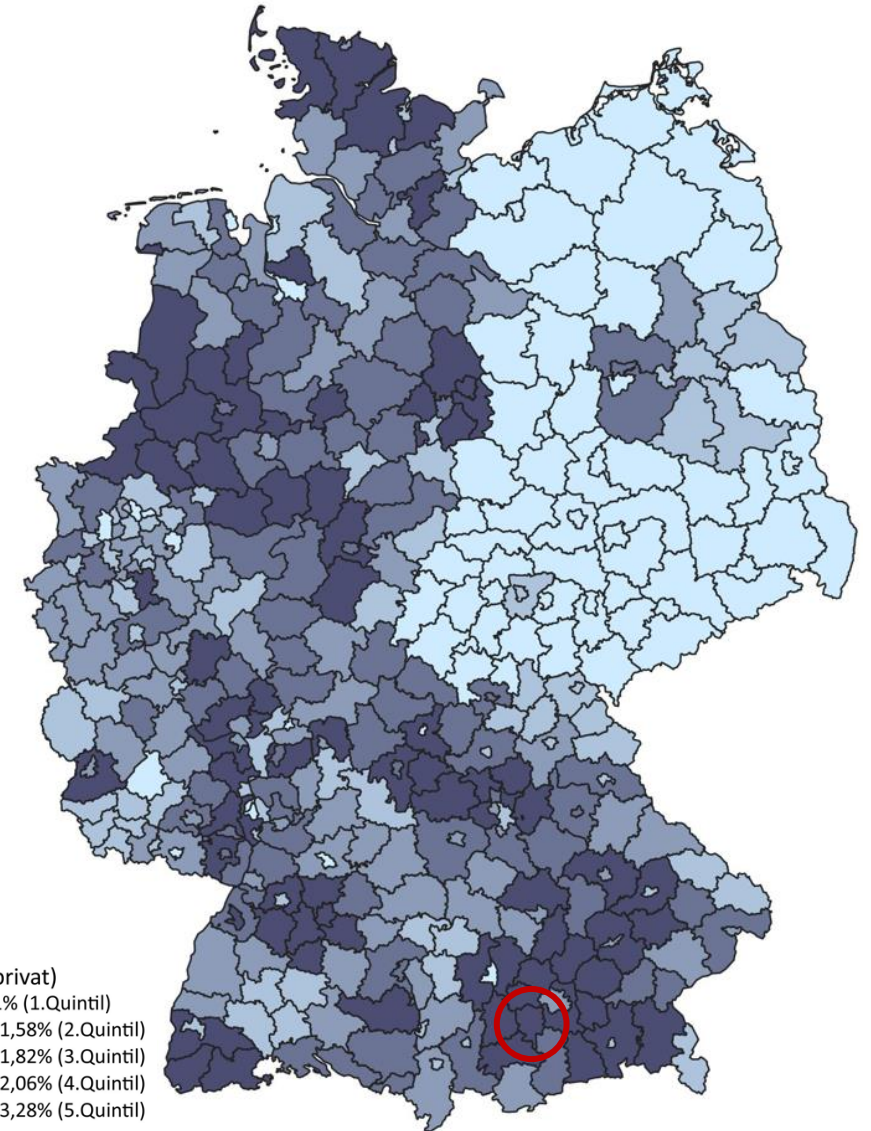 privat)
% (1.Quintil)
1,58% (2.Quintil)
1,82% (3.Quintil)
2,06% (4.Quintil)
3,28% (5.Quintil)